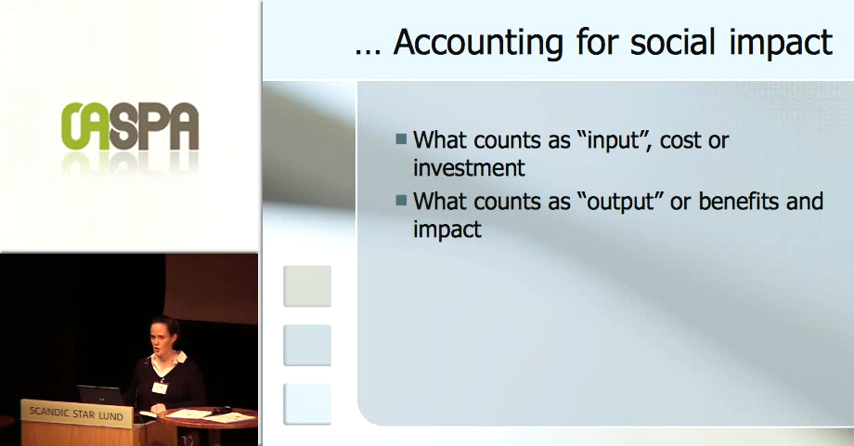 OASPA
... Accounting for social impact
What counts as “input”, cost or
investment
What counts as “output” or benefits and
impact
SCANDIC STAR LUND